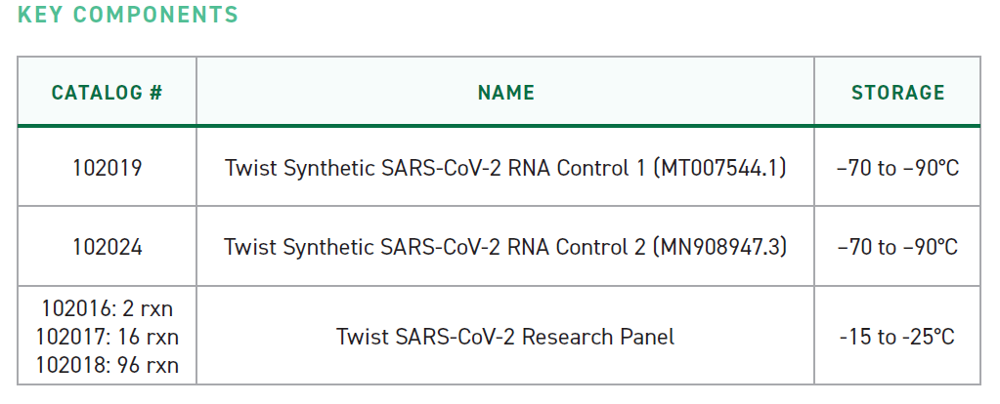 KEY COMPONENTS
CATALOG # NAME STORAGE
102019 Twist Synthetic SARS-CoV-2 RNA Control 1 (MT007544.1) –70 to –90°C
102024 Twist Synthetic SARS-CoV-2 RNA Control 2 (MN908947.3) –70 to –90°C
102016: 2 rxn
102017: 16 rxn Twist SARS-CoV-2 Research Panel -15 to -25°C
102018: 96 rxn